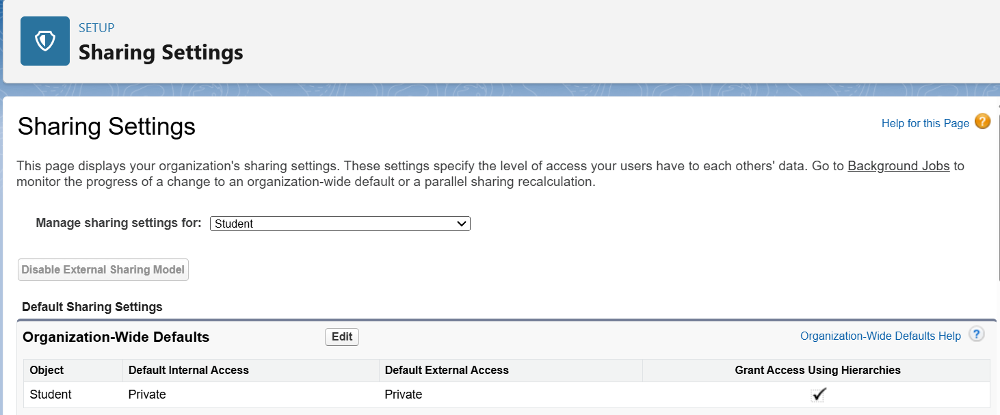 SETUP
Sharing Settings
Sharing Settings
Help for this Page ?
This page displays your organization's sharing settings. These settings specify the level of access your users have to each others' data. Go to Background Jobs to
monitor the progress of a change to an organization-wide default or a parallel sharing recalculation.
Manage sharing settings for: Student
Disable External Sharing Model
Default Sharing Settings
Organization-Wide Defaults Edit Organization-Wide Defaults Help ?
Object Default Internal Access Default External Access Grant Access Using Hierarchies
Student Private Private